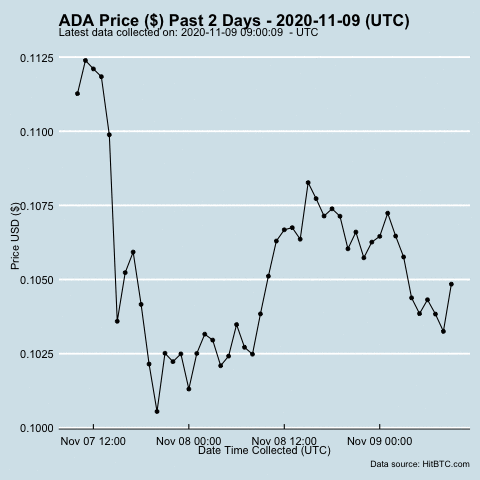 ADA Price ($) Past 2 Days - 2020-11-09 (UTC)
Latest data collected on: 2020-11-09 09:00:09 - UTC
0.1125
0.1100
0.1075
Price USD ($)
0.1050
0.1025
0.1000
Nov 07 12:00 Nov 08 00:00 Nov 08 12:00 Nov 09 00:00
Date Time Collected (UTC)
Data source: HitBTC.com